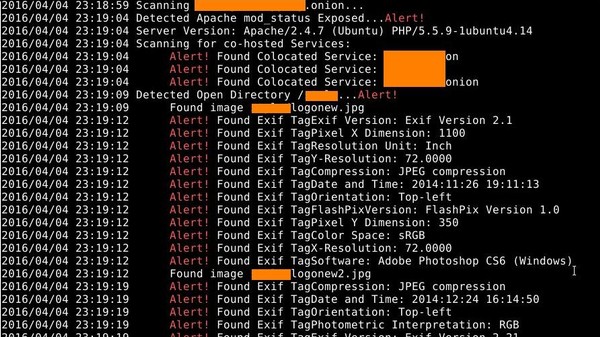 2016/04/04 23:18:59 Scanning .onion...
2016/04/04 23:19:04 Detected Apache mod_status Exposed...Alert!
2016/04/04 23:19:04 Server Version: Apache/2.4.7 (Ubuntu) PHP/5.5.9-1ubuntu4.14
2016/04/04 23:19:04 Scanning for co-hosted Services:
2016/04/04 23:19:04 Alert! Found Colocated Service: on
2016/04/04 23:19:04 Alert! Found Colocated Service:
2016/04/04 23:19:04 Alert! Found Colocated Service: onion
2016/04/04 23:19:09 Detected Open Directory / ...Alert!
2016/04/04 23:19:09 Found image logonew.jpg
2016/04/04 23:19:12 Alert! Found Exif TagExif Version: Exif Version 2.1
2016/04/04 23:19:12 Alert! Found Exif TagPixel X Dimension: 1100
2016/04/04 23:19:12 Alert! Found Exif TagResolution Unit: Inch
2016/04/04 23:19:12 Alert! Found Exif TagY-Resolution: 72.0000
2016/04/04 23:19:12 Alert! Found Exif TagCompression: JPEG compression
2016/04/04 23:19:12 Alert! Found Exif TagDate and Time: 2014:11:26 19:11:13
2016/04/04 23:19:12 Alert! Found Exif TagOrientation: Top-left
2016/04/04 23:19:12 Alert! Found Exif TagFlashPixVersion: FlashPix Version 1.0
2016/04/04 23:19:12 Alert! Found Exif TagPixel Y Dimension: 350
2016/04/04 23:19:12 Alert! Found Exif TagColor Space: sRGB
2016/04/04 23:19:12 Alert! Found Exif TagX-Resolution: 72.0000
2016/04/04 23:19:12 Alert! Found Exif TagSoftware: Adobe Photoshop CS6 (Windows)
2016/04/04 23:19:12 Found image logonew2.jpg
2016/04/04 23:19:19 Alert! Found Exif TagCompression: JPEG compression
2016/04/04 23:19:19 Alert! Found Exif TagDate and Time: 2014:12:24 16:14:50
2016/04/04 23:19:19 Alert! Found Exif TagOrientation: Top-left
2016/04/04 23:19:19 Alert! Found Exif TagPhotometric Interpretation: RGB
2016/04/04 23:19:19 Alert! Found Exif TagExif Version: Exif Version 2.21